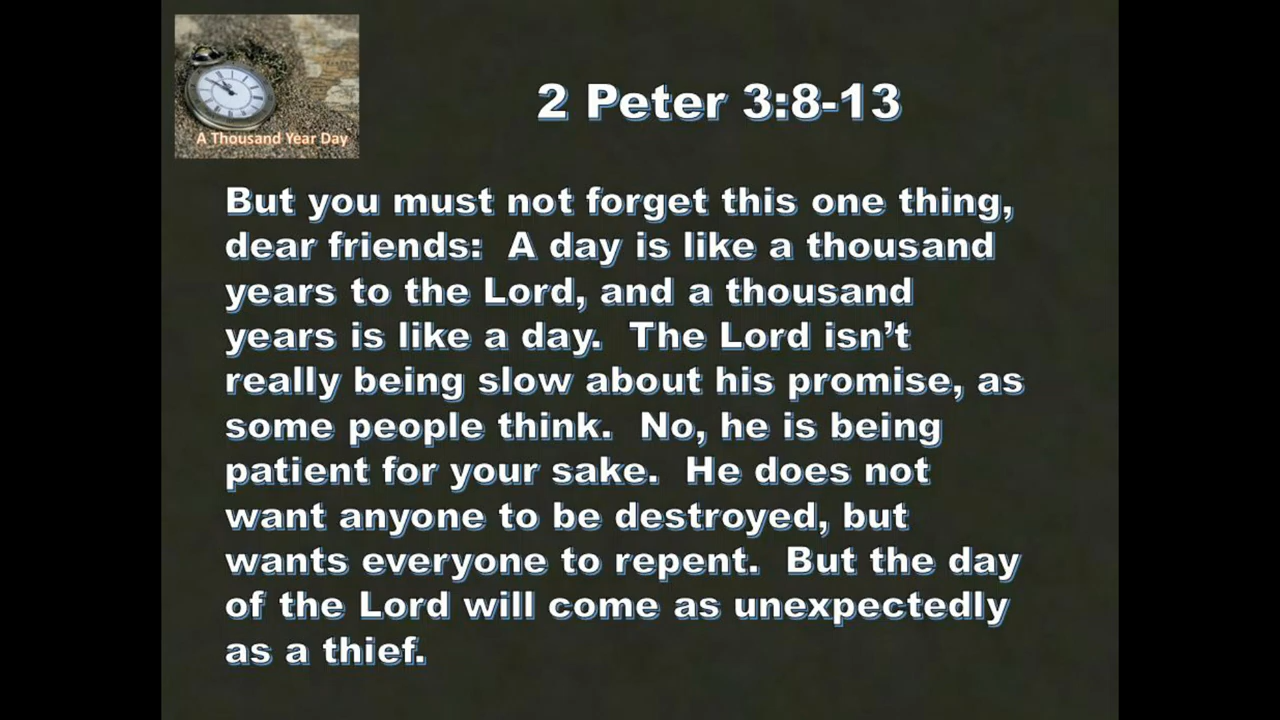 A Thousand Year Day
2 Peter 3:8-13
But you must not forget this one thing,
dear friends:  A day is like a thousand
years to the Lord, and a thousand
years is like a day.  The Lord isn’t
really being slow about his promise, as
some people think.  No, he is being
patient for your sake.  He does not
want anyone to be destroyed, but
wants everyone to repent.  But the day
of the Lord will come as unexpectedly
as a thief.